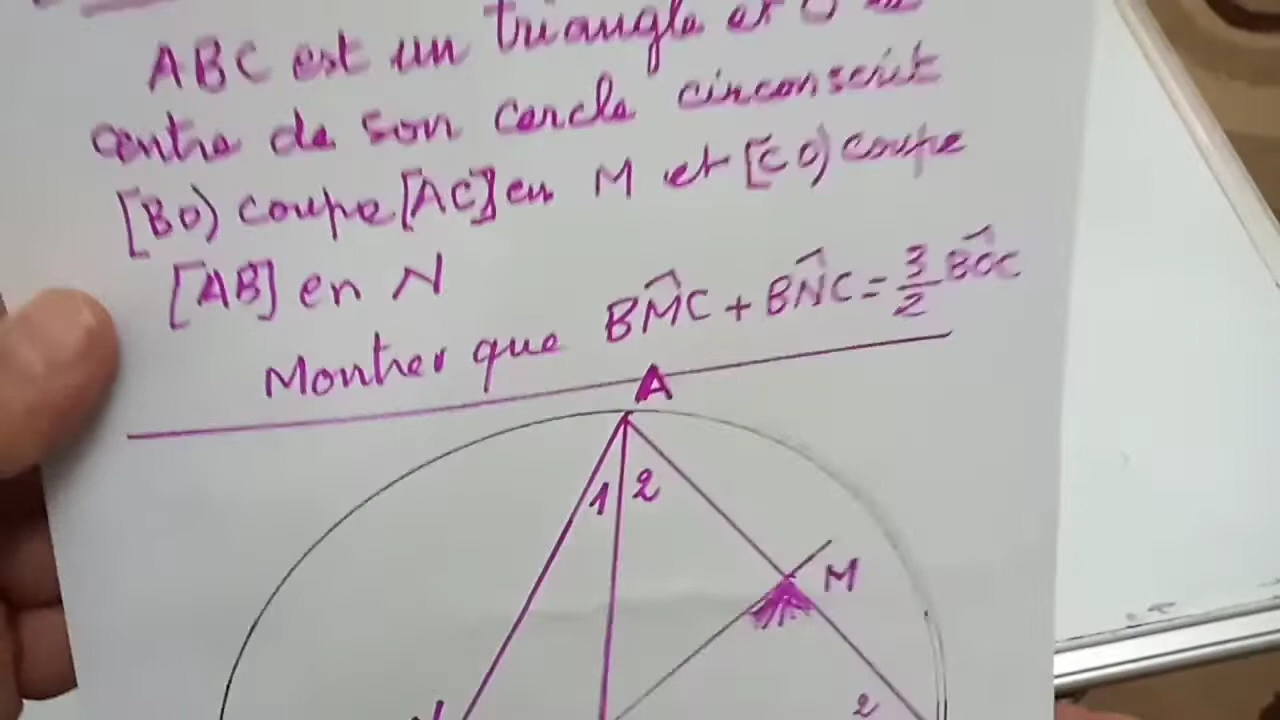 ABC est un triangle et O
centre de son cercle circonscrit
[BO) coupe [AC] en M et [CO) coupe
[AB] en N
Montrer que BM̂C + BN̂C = 3/2 BÔC
A
1 2
M
2